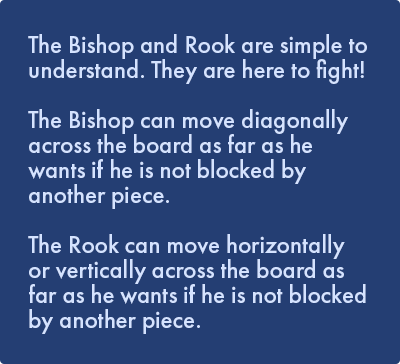 The Bishop and Rook are simple to
understand. They are here to fight!
The Bishop can move diagonally
across the board as far as he
wants if he is not blocked by
another piece.
The Rook can move horizontally
or vertically across the board as
far as he wants if he is not blocked
by another piece.